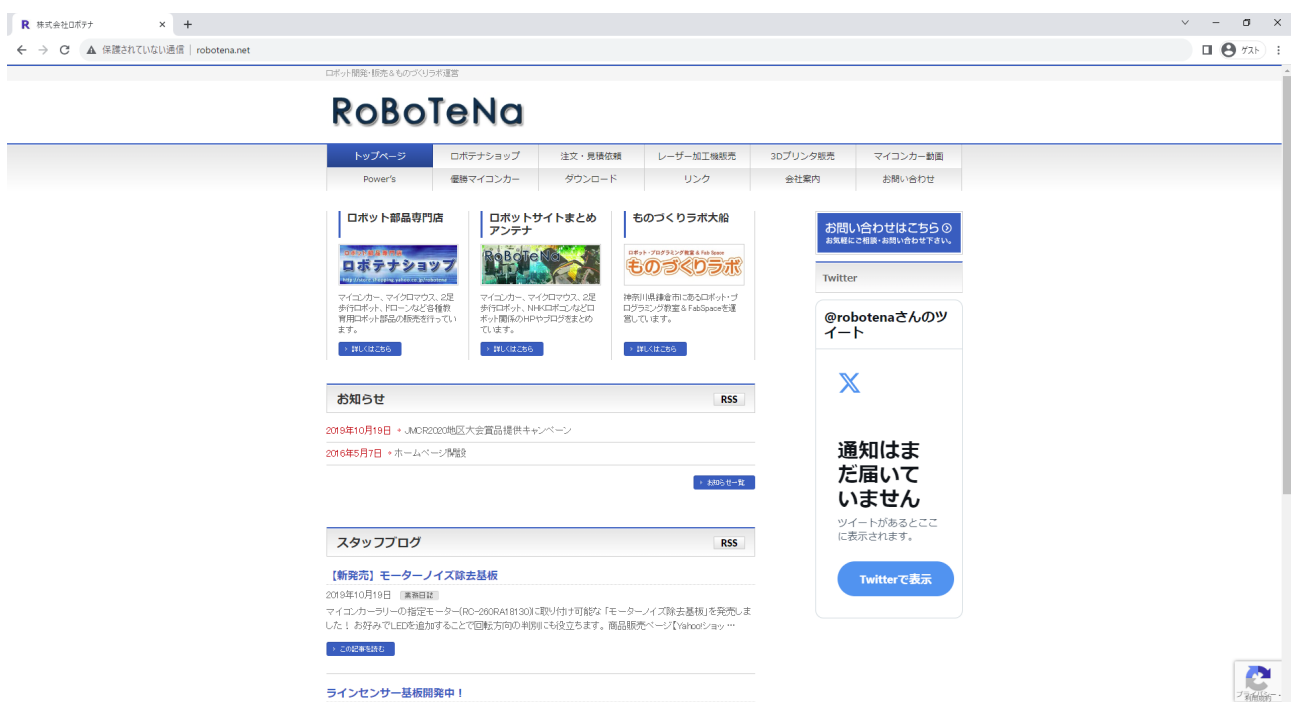 株式会社ロボテナ
保護されていない通信 | robotena.net
ゲスト
ロボット開発・販売＆ものづくりラボ運営
RoBoTeNa
トップページ ロボテナショップ 注文・見積依頼 レーザー加工機販売 3Dプリンタ販売 マイコンカー動画
Power's 優勝マイコンカー ダウンロード リンク 会社案内 お問い合わせ
ロボット部品専門店
ロボテナショップ
マイコンカー、マイクロマウス、2足
歩行ロボット、ドローンなど各種教
育用ロボット部品の販売を行ってい
ます。
詳しくはこちら
ロボットサイトまとめ
アンテナ
RoBoTeNa
マイコンカー、マイクロマウス、2足
歩行ロボット、NHKロボコンなどロ
ボット関係のHPやブログをまとめ
ています。
詳しくはこちら
ものづくりラボ大船
ロボット・プログラミング教室 & Fab Space
ものづくりラボ
神奈川県鎌倉市にあるロボット・プ
ログラミング教室＆FabSpaceを運
営しています。
詳しくはこちら
お問い合わせはこちら
お気軽にご相談・お問い合わせ下さい。
Twitter
@robotenaさんのツ
イート
通知はま
だ届いて
いません
ツイートがあるとここ
に表示されます。
Twitterで表示
お知らせ RSS
2019年10月19日 JMCR2020地区大会賞品提供キャンペーン
2016年5月7日 ホームページ開設
お知らせ一覧
スタッフブログ RSS
【新発売】モーターノイズ除去基板
2019年10月19日 業務日誌
マイコンカーラリーの指定モーター(RC-260RA18130)に取り付け可能な「モーターノイズ除去基板」を発売しま
した！ お好みでLEDを追加することで回転方向の判別にも役立ちます。商品販売ページ【Yahoo!ショッ …
この記事を読む
ラインセンサー基板開発中！
プライバシー -
利用規約